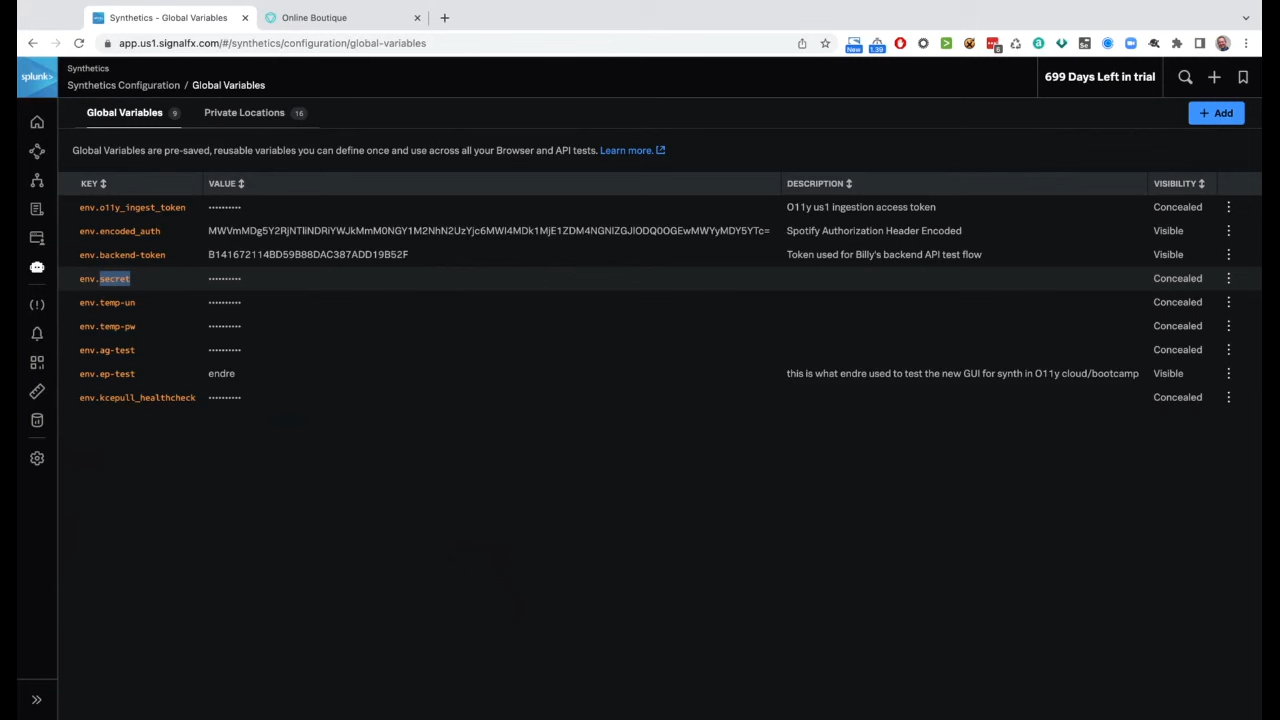 Synthetics - Global Variables
Online Boutique
app.us1.signalfx.com/#/synthetics/configuration/global-variables
New
1.39
6
Se
splunk>
Synthetics
Synthetics Configuration / Global Variables
699 Days Left in trial
Global Variables 9
Private Locations 16
+ Add
Global Variables are pre-saved, reusable variables you can define once and use across all your Browser and API tests. Learn more.
KEY VALUE DESCRIPTION VISIBILITY
env.o11y_ingest_token •••••••••• O11y us1 ingestion access token Concealed
env.encoded_auth Spotify Authorization Header Encoded Visible
env.backend-token B141672114BD59B88DAC387ADD19B52F Token used for Billy's backend API test flow Visible
env.secret •••••••••• Concealed
env.temp-un •••••••••• Concealed
env.temp-pw •••••••••• Concealed
env.ag-test •••••••••• Concealed
env.ep-test endre this is what endre used to test the new GUI for synth in O11y cloud/bootcamp Visible
env.kcepull_healthcheck •••••••••• Concealed